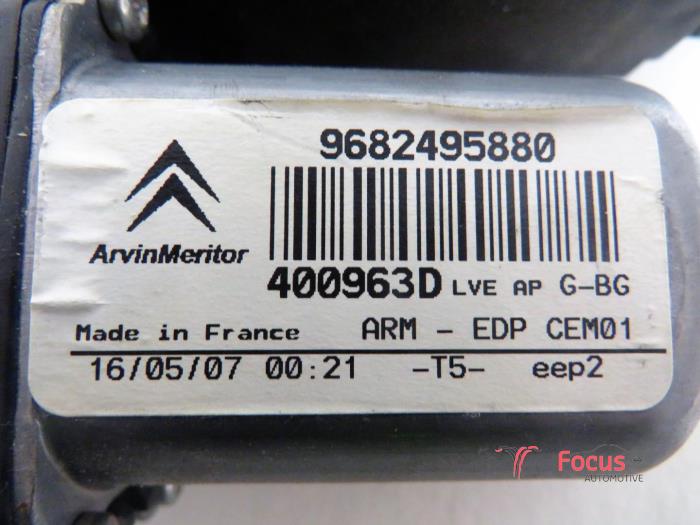 9682495880
ArvinMeritor
400963D LVE AP G-BG
Made in France ARM - EDP CEM01
16/05/07 00:21 -T5- eep2
Focus
AUTOMOTIVE